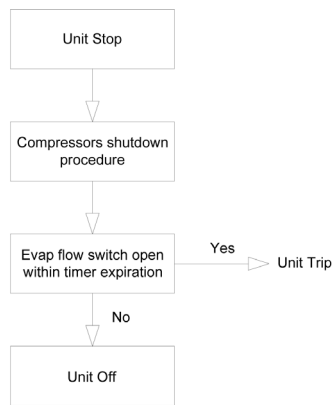 Unit Stop
Compressors shutdown
procedure
Evap flow switch open
within timer expiration
Yes
Unit Trip
No
Unit Off